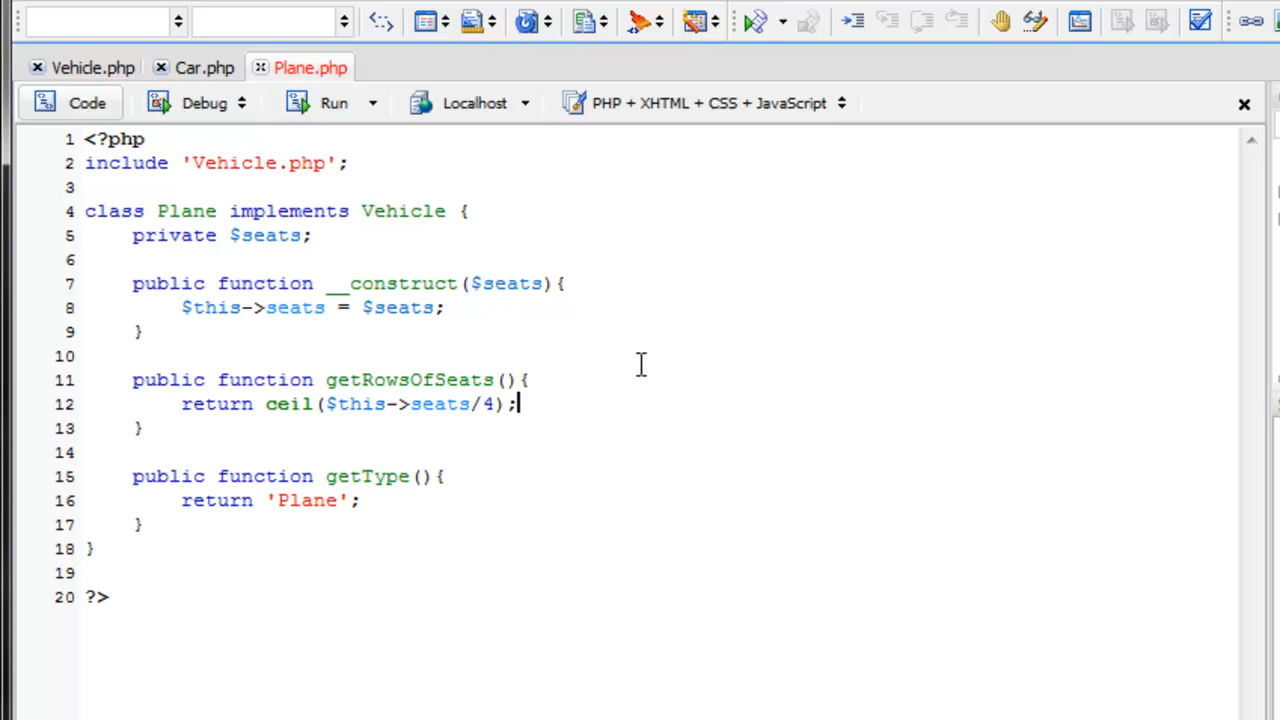 Vehicle.php Car.php Plane.php
Code Debug Run Localhost PHP + XHTML + CSS + JavaScript
1 <?php
2 include 'Vehicle.php';
3
4 class Plane implements Vehicle {
5 private $seats;
6
7 public function __construct($seats){
8 $this->seats = $seats;
9 }
10
11 public function getRowsOfSeats(){
12 return ceil($this->seats/4);
13 }
14
15 public function getType(){
16 return 'Plane';
17 }
18 }
19
20 ?>